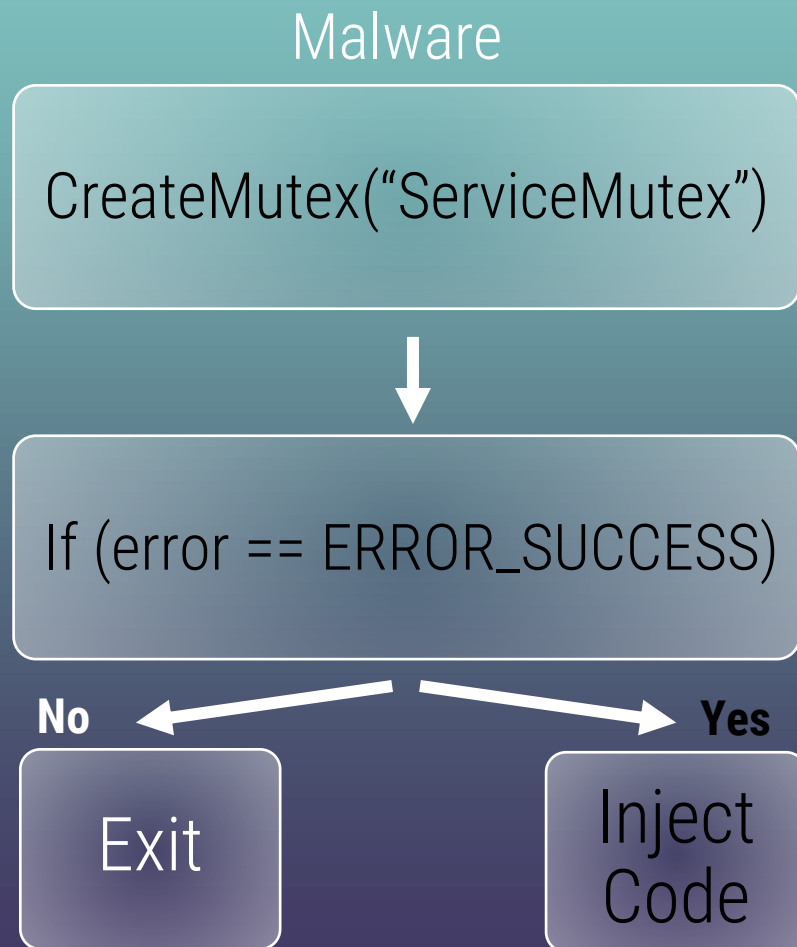 Malware
CreateMutex(“ServiceMutex”)
If (error == ERROR_SUCCESS)
No
Yes
Exit
Inject
Code